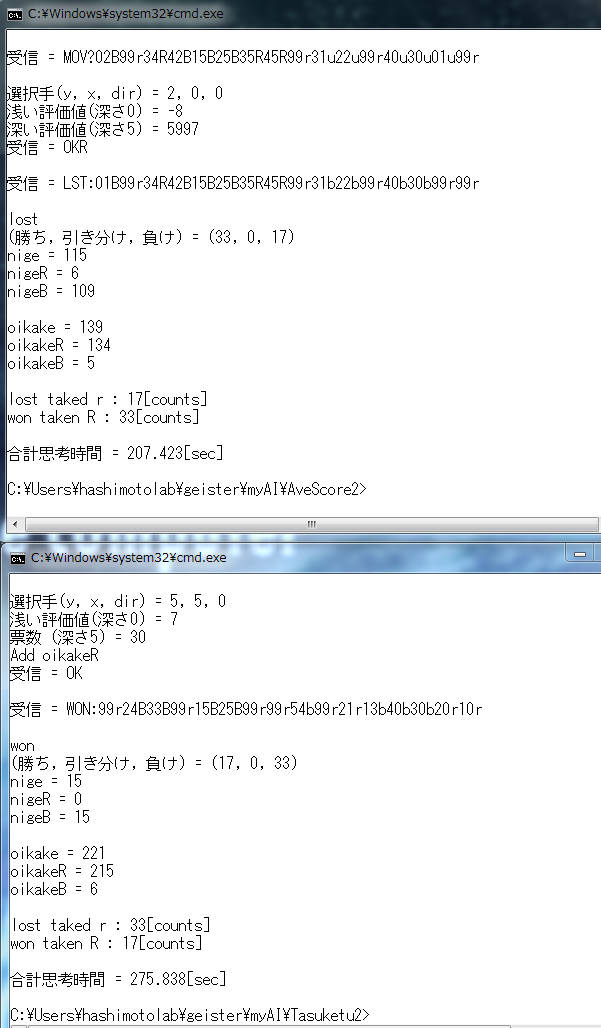 C:¥Windows¥system32¥cmd.exe
受信 = MOV?02B99r34R42B15B25B35R45R99r31u22u99r40u30u01u99r
選択手(y, x, dir) = 2, 0, 0
浅い評価値(深さ0) = -8
深い評価値(深さ5) = 5997
受信 = OKR
受信 = LST:01B99r34R42B15B25B35R45R99r31b22b99r40b30b99r99r
lost
(勝ち, 引き分け, 負け) = (33, 0, 17)
nige = 115
nigeR = 6
nigeB = 109
oikake = 139
oikakeR = 134
oikakeB = 5
lost taked r : 17[counts]
won taken R : 33[counts]
合計思考時間 = 207.423[sec]
C:¥Users¥hashimotolab¥geister¥myAI¥AveScore2>
C:¥Windows¥system32¥cmd.exe
選択手(y, x, dir) = 5, 5, 0
浅い評価値(深さ0) = 7
票数 (深さ5) = 30
Add oikakeR
受信 = OK
受信 = WON:99r24B33B99r15B25B99r99r54b99r21r13b40b30b20r10r
won
(勝ち, 引き分け, 負け) = (17, 0, 33)
nige = 15
nigeR = 0
nigeB = 15
oikake = 221
oikakeR = 215
oikakeB = 6
lost taked r : 33[counts]
won taken R : 17[counts]
合計思考時間 = 275.838[sec]
C:¥Users¥hashimotolab¥geister¥myAI¥Tasuketu2>